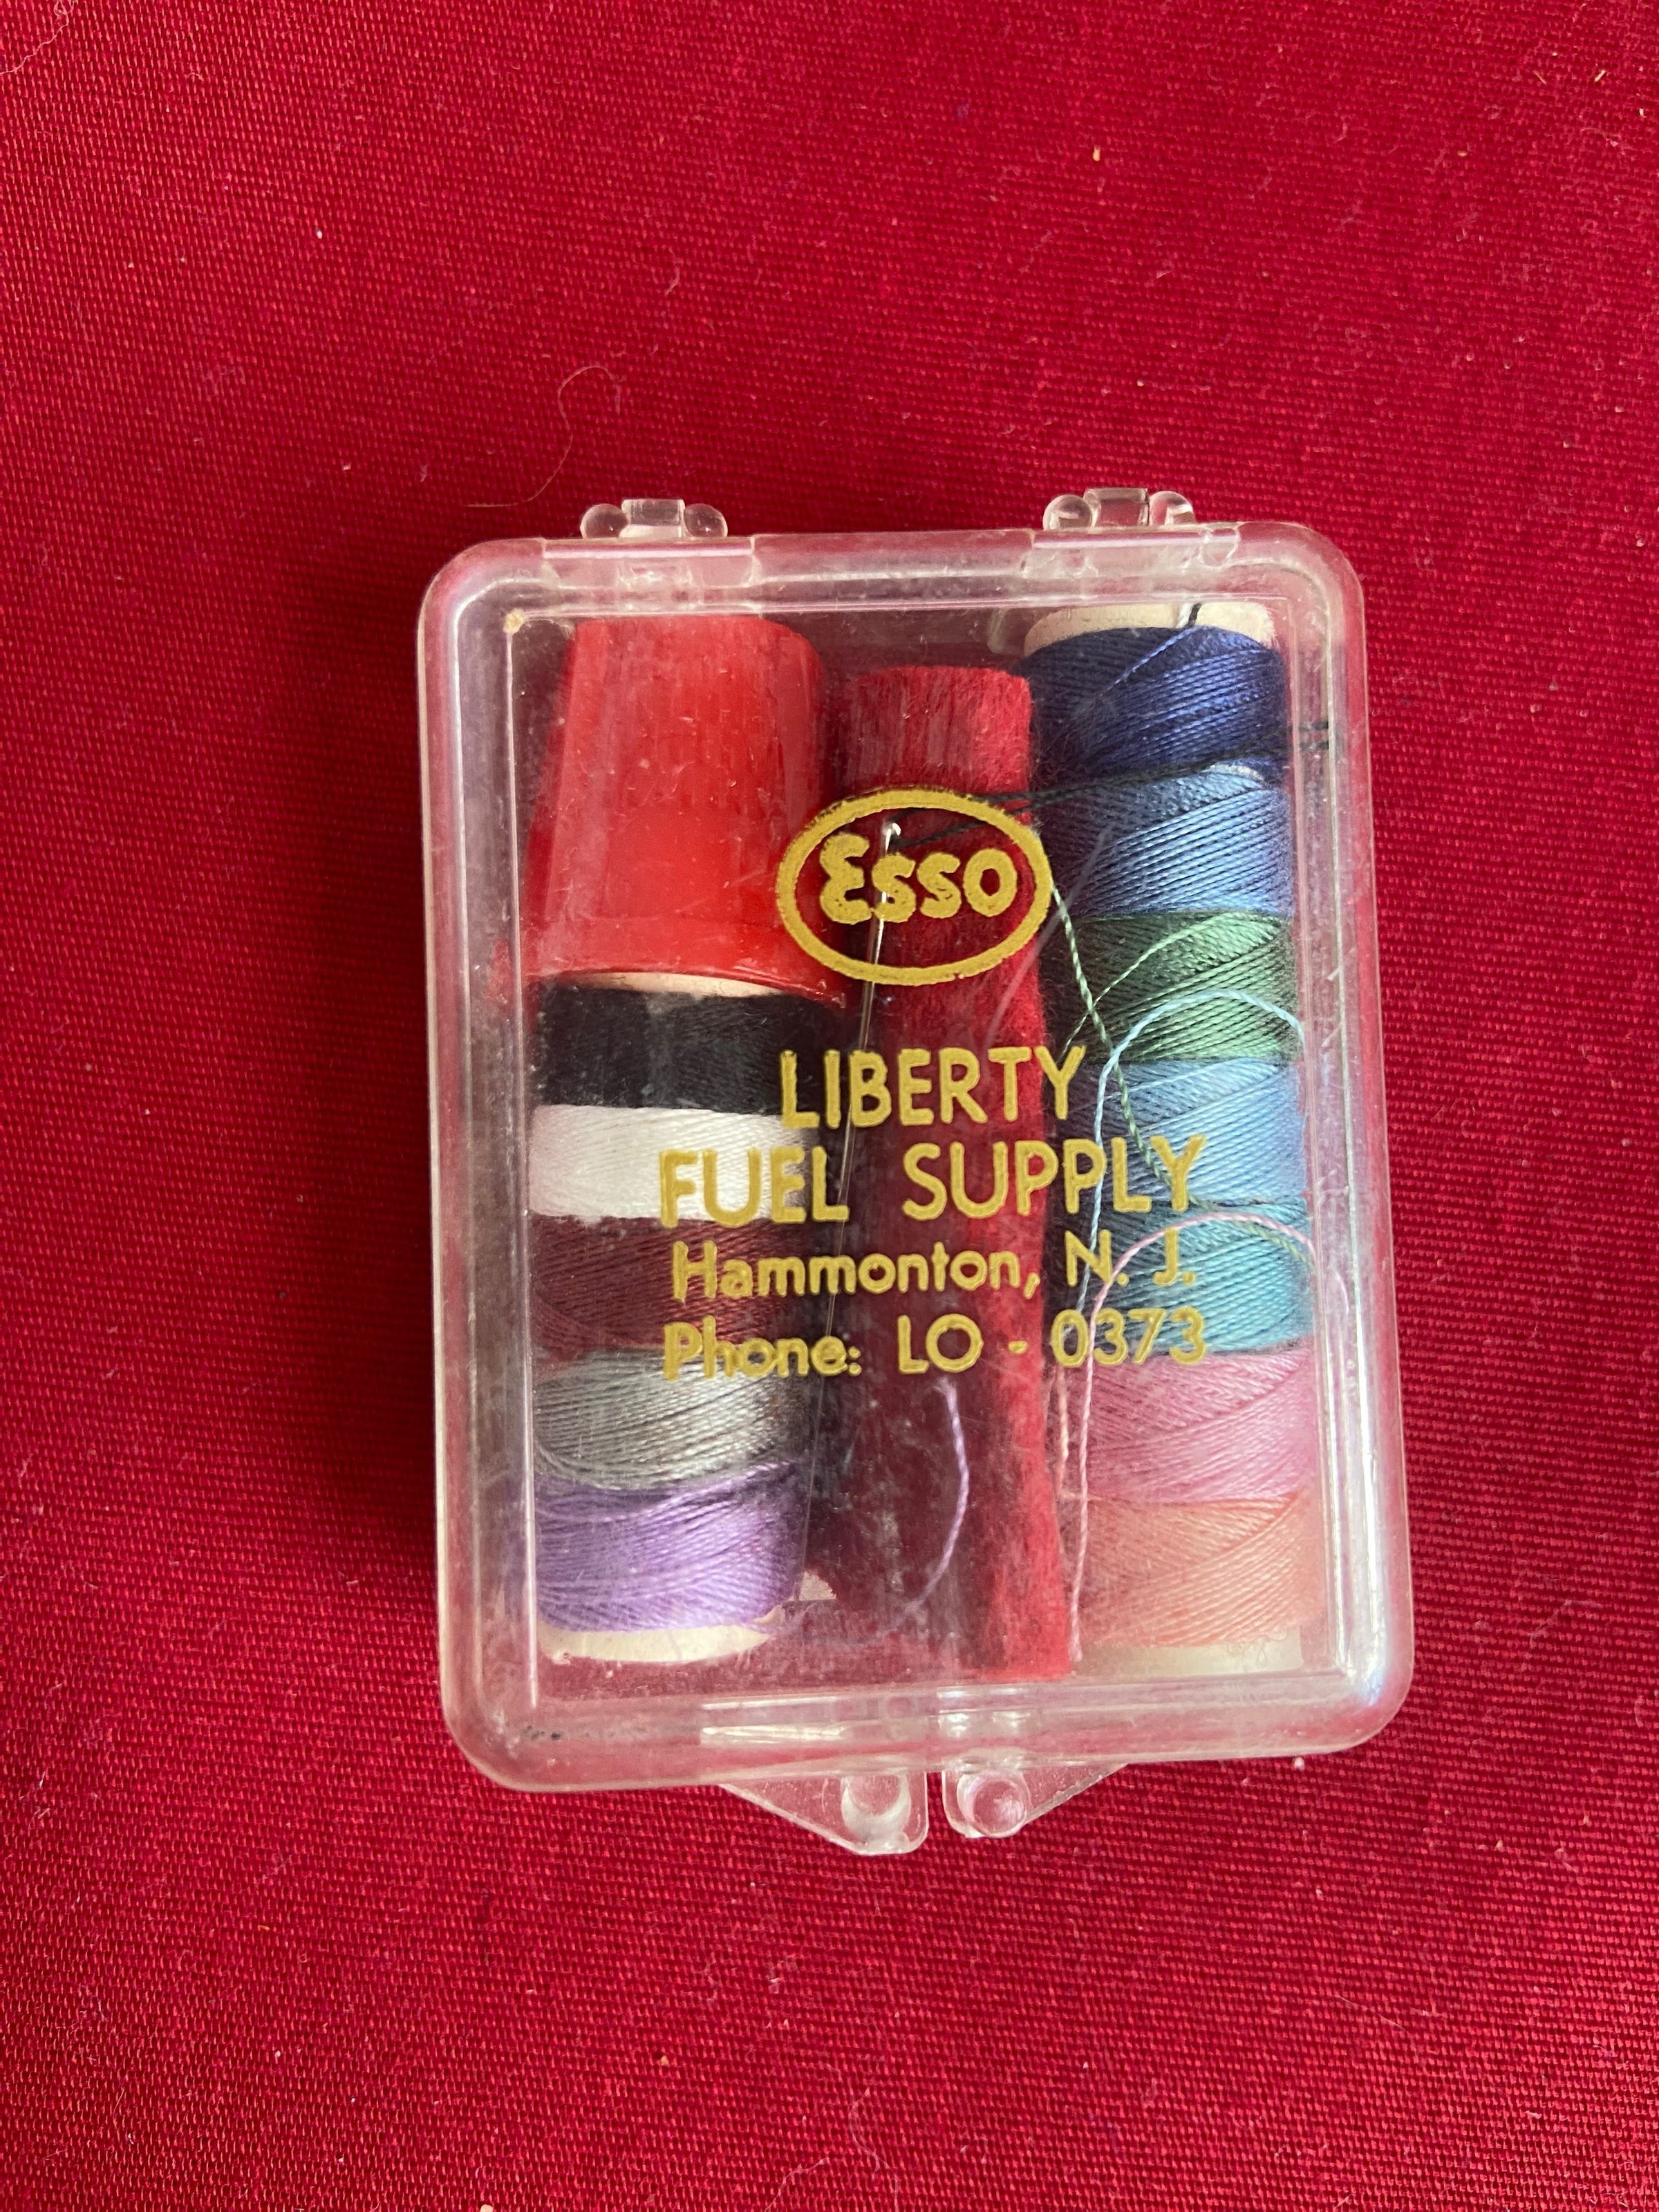 Esso
LIBERTY
FUEL SUPPLY
Hammonton, N. J.
Phone: LO - 0373